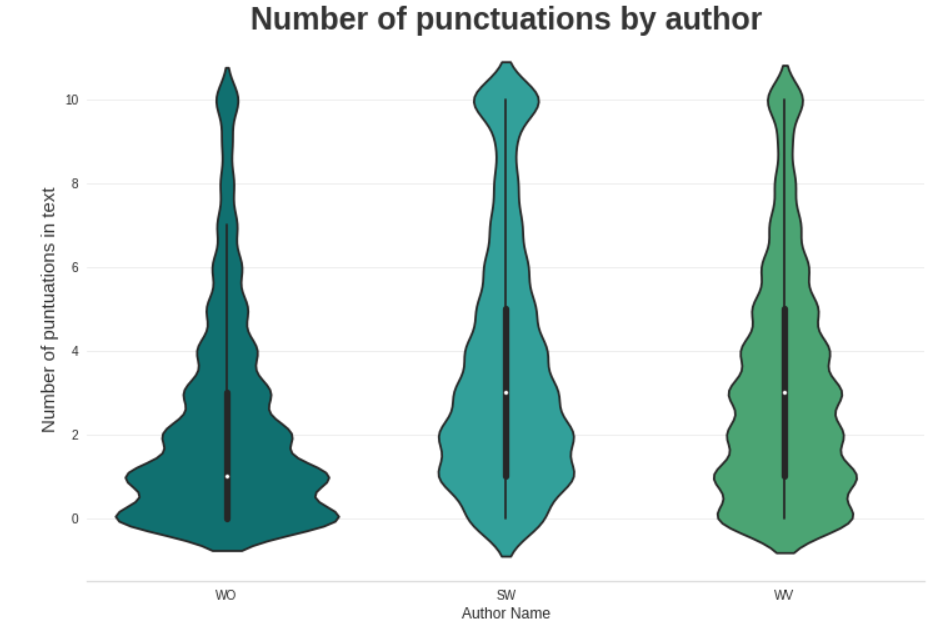 Number of punctuations by author
Number of puntuations in text
10
8
6
4
2
0
WO
SW
WV
Author Name